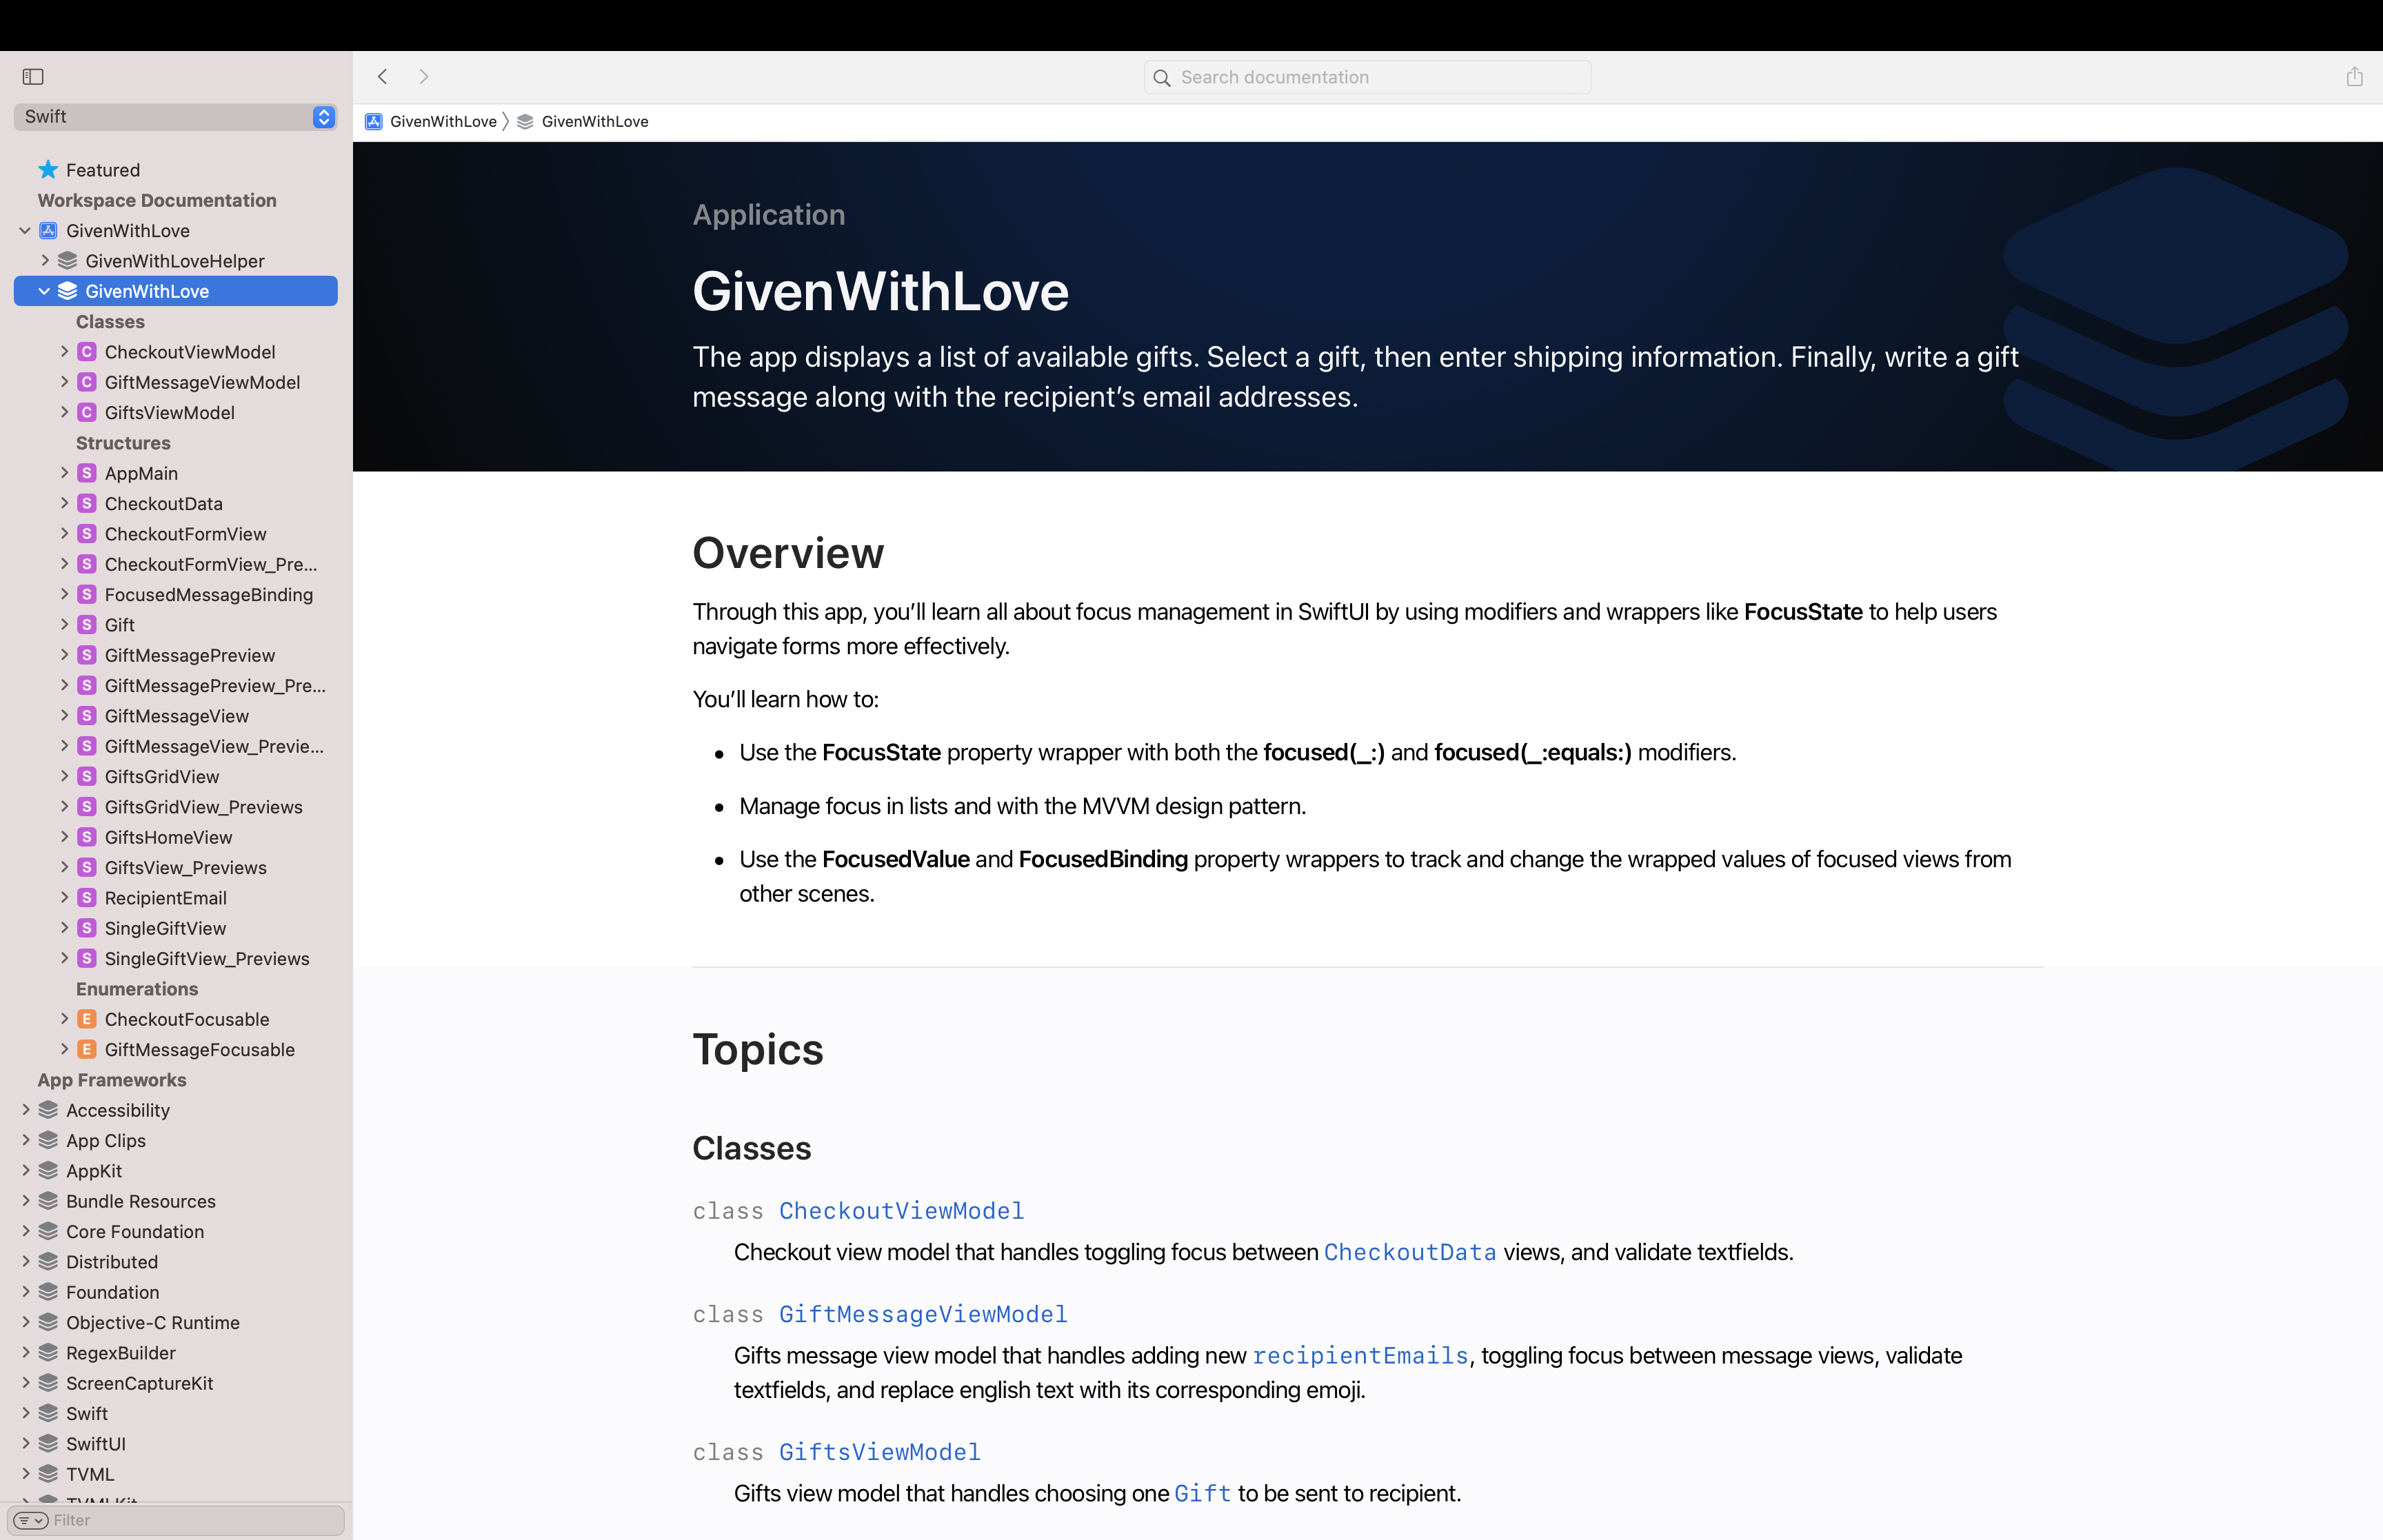 Swift
Featured
Workspace Documentation
GivenWithLove
GivenWithLoveHelper
GivenWithLove
Classes
C CheckoutViewModel
C GiftMessageViewModel
C GiftsViewModel
Structures
S AppMain
S CheckoutData
S CheckoutFormView
S CheckoutFormView_Pre...
S FocusedMessageBinding
S Gift
S GiftMessagePreview
S GiftMessagePreview_Pre...
S GiftMessageView
S GiftMessageView_Previe...
S GiftsGridView
S GiftsGridView_Previews
S GiftsHomeView
S GiftsView_Previews
S RecipientEmail
S SingleGiftView
S SingleGiftView_Previews
Enumerations
E CheckoutFocusable
E GiftMessageFocusable
App Frameworks
Accessibility
App Clips
AppKit
Bundle Resources
Core Foundation
Distributed
Foundation
Objective-C Runtime
RegexBuilder
ScreenCaptureKit
Swift
SwiftUI
TVML
TVMLKit
Filter
Search documentation
GivenWithLove GivenWithLove
Application
GivenWithLove
The app displays a list of available gifts. Select a gift, then enter shipping information. Finally, write a gift
message along with the recipient’s email addresses.
Overview
Through this app, you’ll learn all about focus management in SwiftUI by using modifiers and wrappers like FocusState to help users
navigate forms more effectively.
You’ll learn how to:
• Use the FocusState property wrapper with both the focused(_:) and focused(_:equals:) modifiers.
• Manage focus in lists and with the MVVM design pattern.
• Use the FocusedValue and FocusedBinding property wrappers to track and change the wrapped values of focused views from
other scenes.
Topics
Classes
class CheckoutViewModel
Checkout view model that handles toggling focus between CheckoutData views, and validate textfields.
class GiftMessageViewModel
Gifts message view model that handles adding new recipientEmails, toggling focus between message views, validate
textfields, and replace english text with its corresponding emoji.
class GiftsViewModel
Gifts view model that handles choosing one Gift to be sent to recipient.